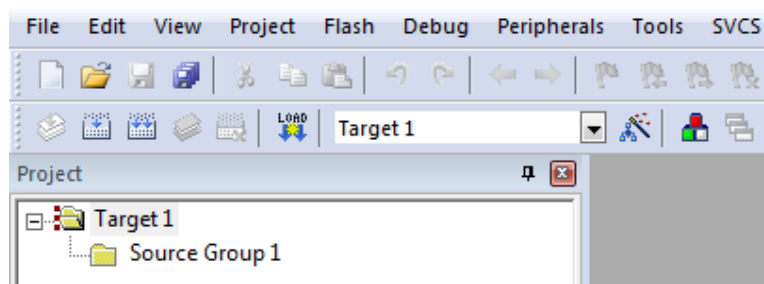 File Edit View Project Flash Debug Peripherals Tools SVCS
LOAD Target 1
Project
Target 1
Source Group 1